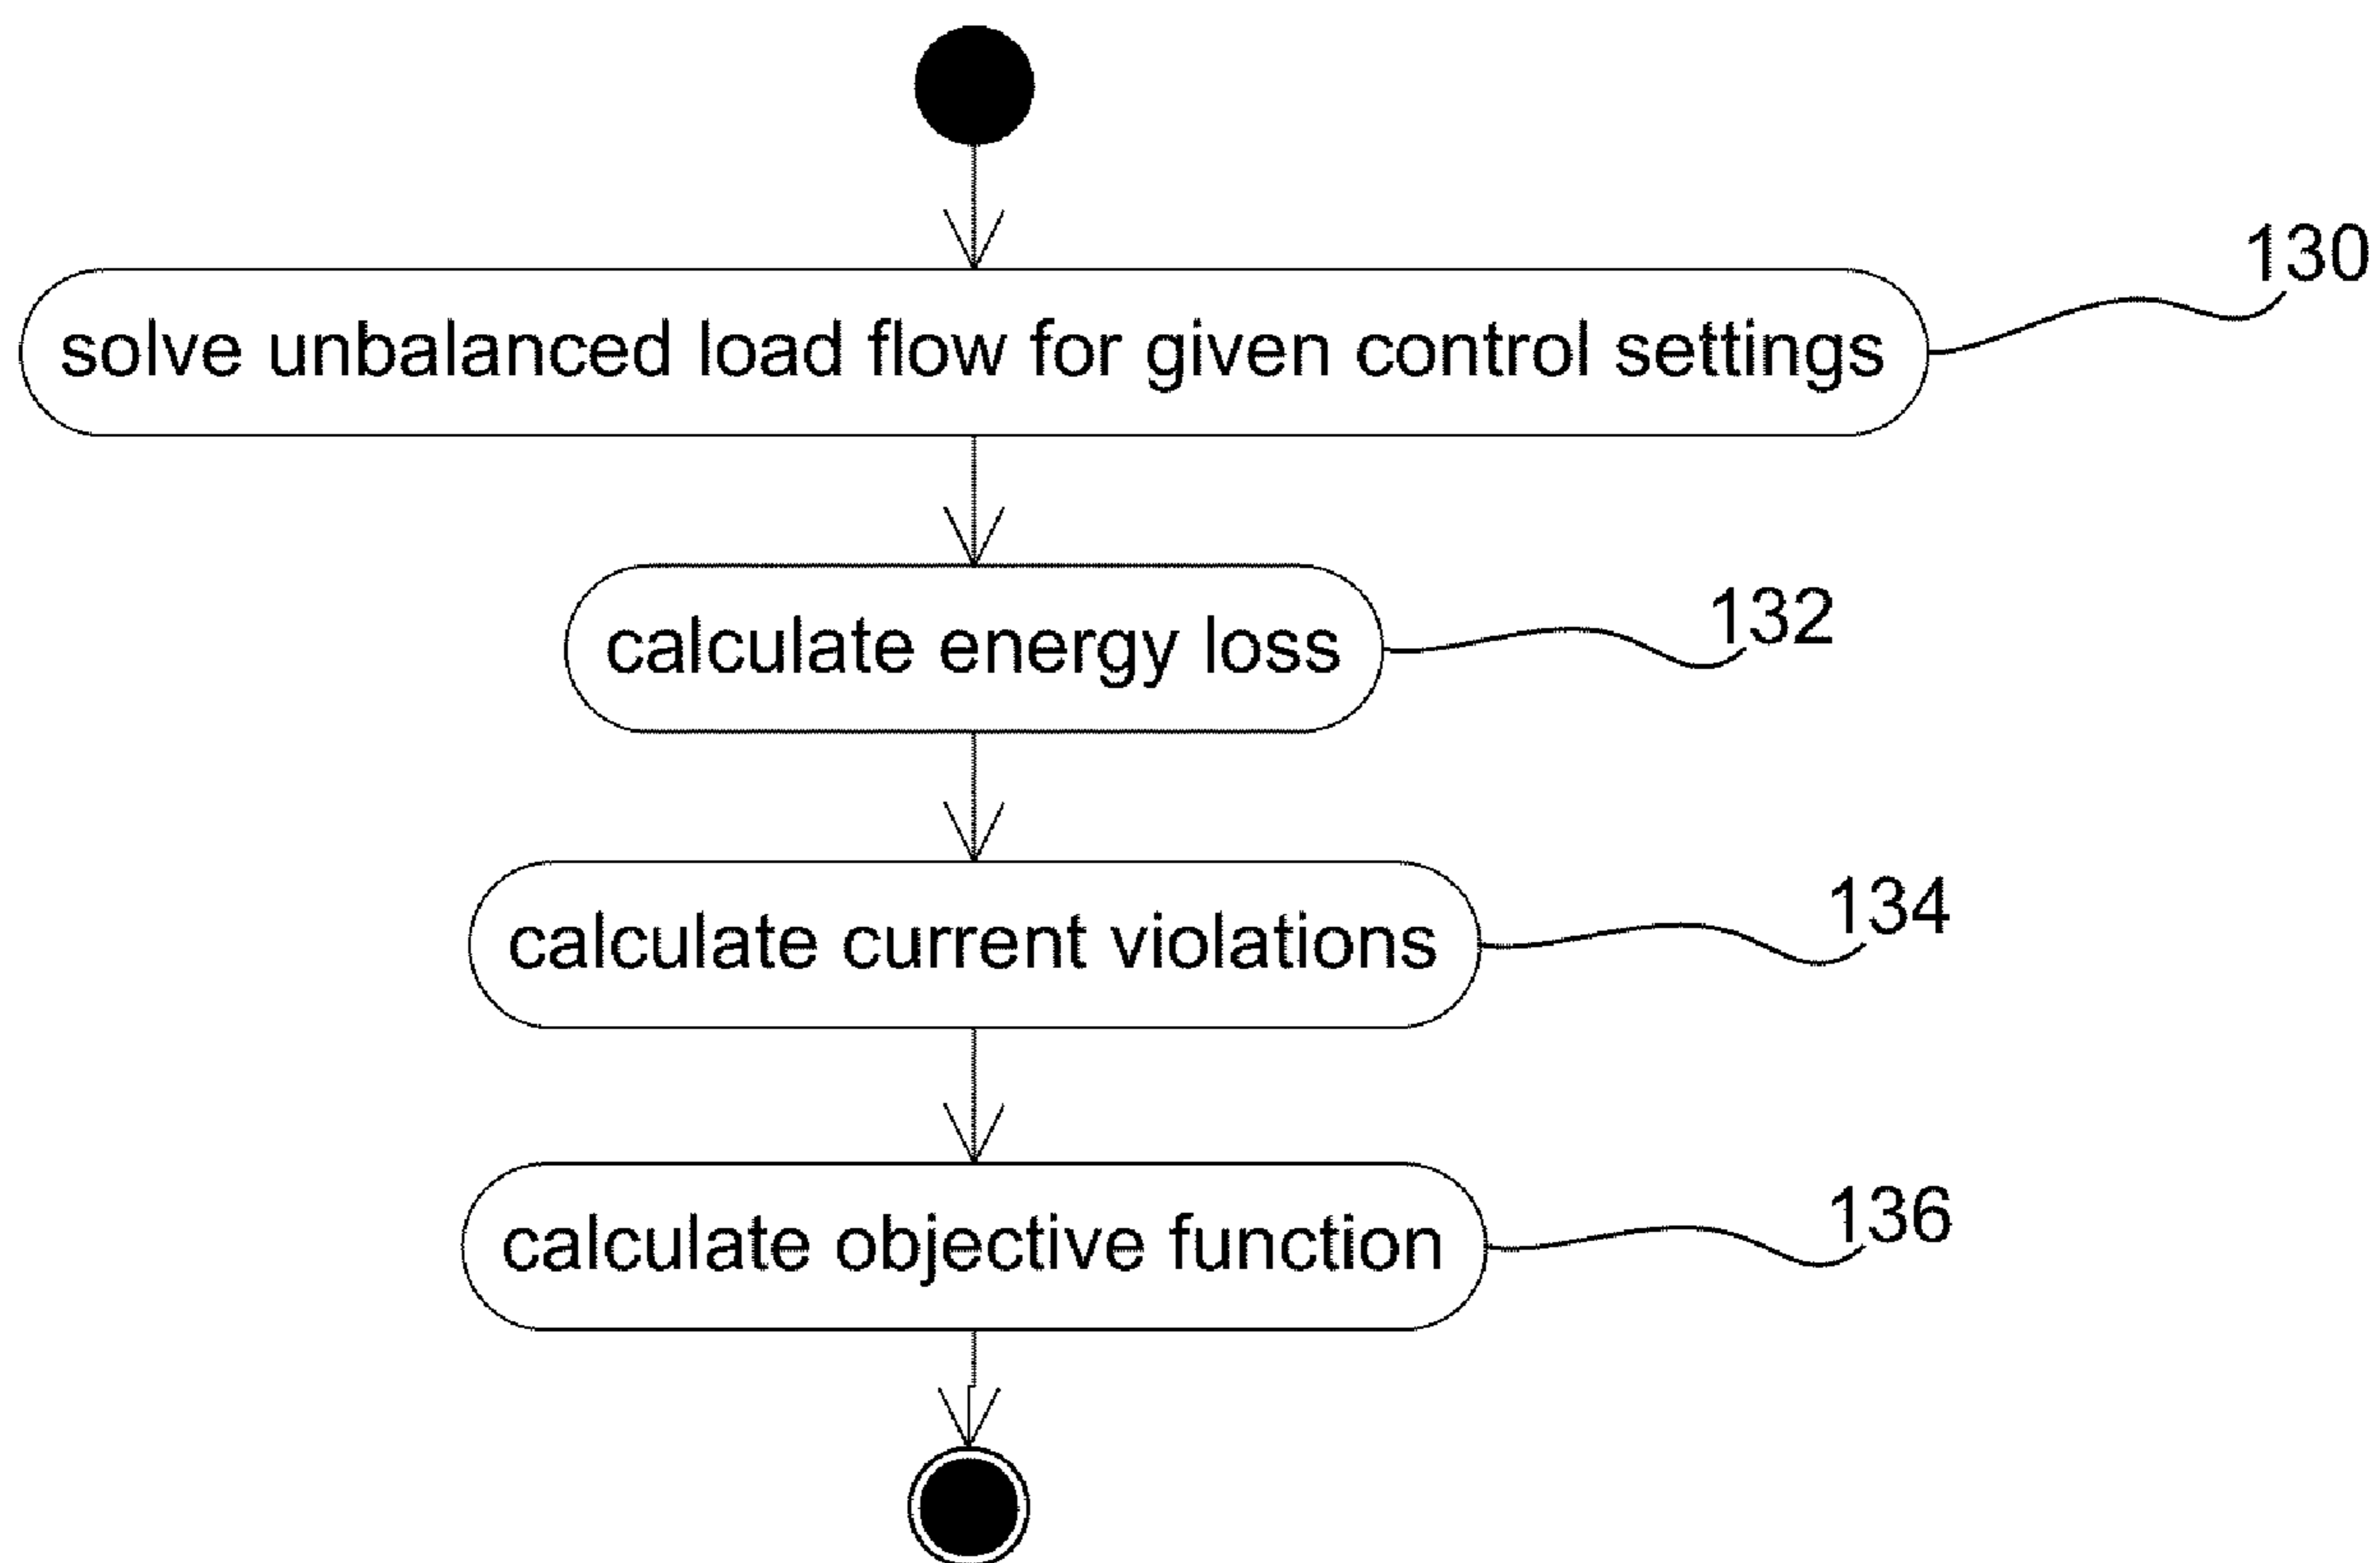 130
solve unbalanced load flow for given control settings
132
calculate energy loss
134
calculate current violations
136
calculate objective function